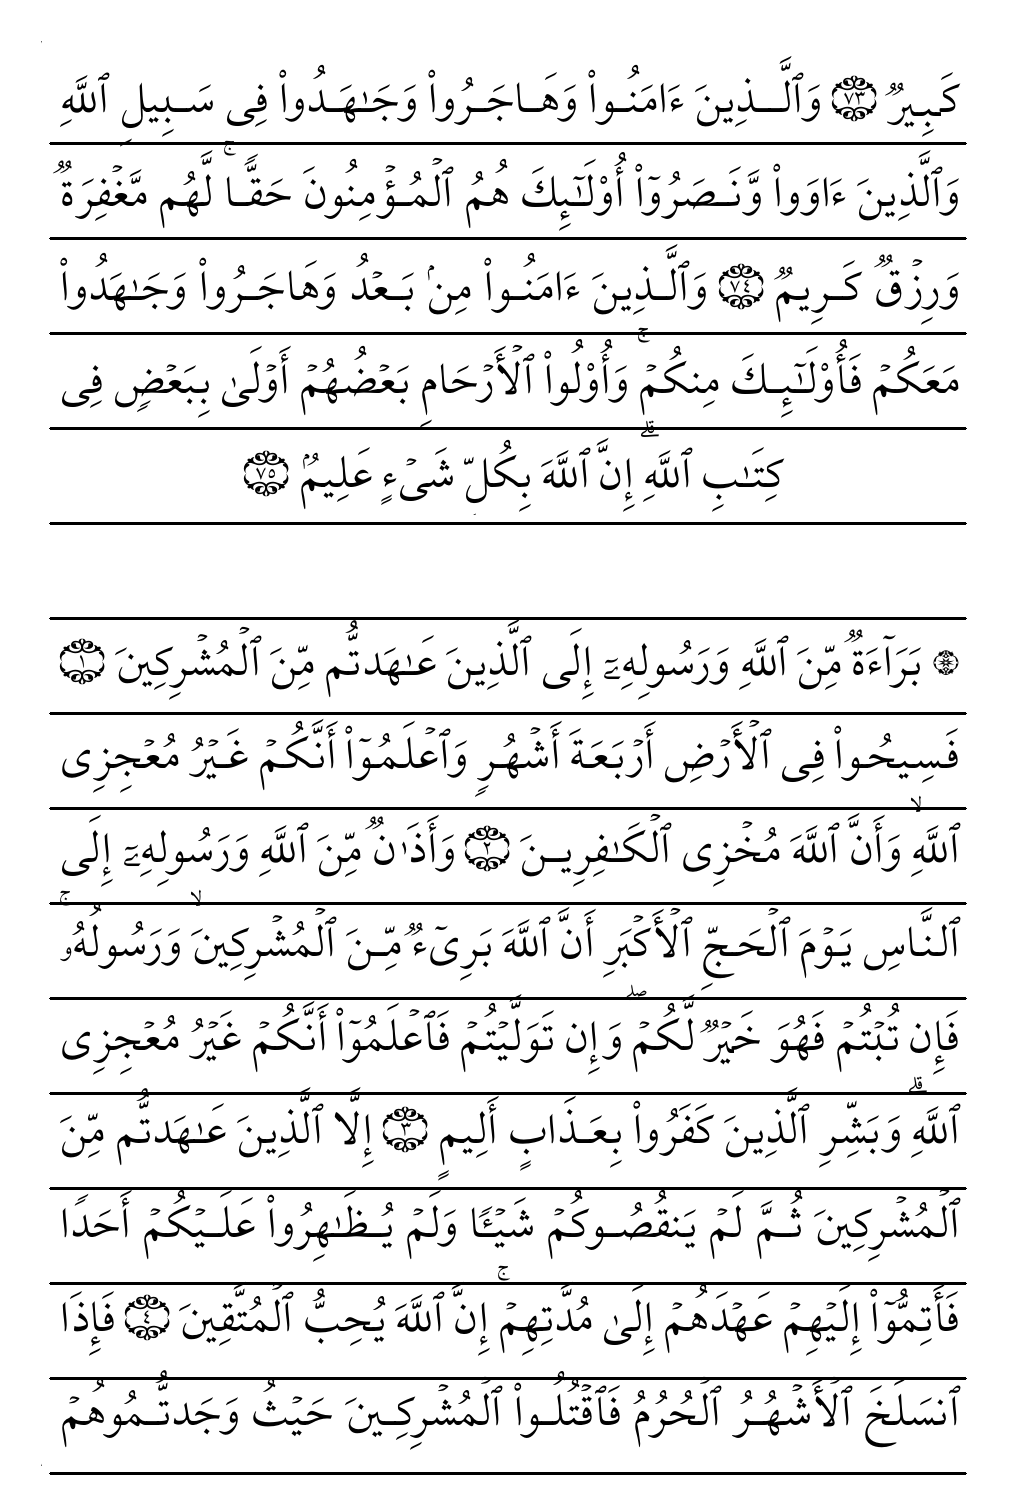 كَبِيرٌ ٧٣ وَٱلَّذِينَ ءَامَنُوا۟ وَهَاجَرُوا۟ وَجَٰهَدُوا۟ فِى سَبِيلِ ٱللَّهِ
وَٱلَّذِينَ ءَاوَوا۟ وَّنَصَرُوٓا۟ أُو۟لَٰٓئِكَ هُمُ ٱلْمُؤْمِنُونَ حَقًّا ۚ لَّهُم مَّغْفِرَةٌ
وَرِزْقٌ كَرِيمٌ ٧٤ وَٱلَّذِينَ ءَامَنُوا۟ مِنۢ بَعْدُ وَهَاجَرُوا۟ وَجَٰهَدُوا۟
مَعَكُمْ فَأُو۟لَٰٓئِكَ مِنكُمْ ۚ وَأُو۟لُوا۟ ٱلْأَرْحَامِ بَعْضُهُمْ أَوْلَىٰ بِبَعْضٍ فِى
كِتَٰبِ ٱللَّهِ ۗ إِنَّ ٱللَّهَ بِكُلِّ شَىْءٍ عَلِيمٌۢ ٧٥
۞ بَرَآءَةٌ مِّنَ ٱللَّهِ وَرَسُولِهِۦٓ إِلَى ٱلَّذِينَ عَٰهَدتُّم مِّنَ ٱلْمُشْرِكِينَ ١
فَسِيحُوا۟ فِى ٱلْأَرْضِ أَرْبَعَةَ أَشْهُرٍ وَٱعْلَمُوٓا۟ أَنَّكُمْ غَيْرُ مُعْجِزِى
ٱللَّهِ ۙ وَأَنَّ ٱللَّهَ مُخْزِى ٱلْكَٰفِرِينَ ٢ وَأَذَٰنٌ مِّنَ ٱللَّهِ وَرَسُولِهِۦٓ إِلَى
ٱلنَّاسِ يَوْمَ ٱلْحَجِّ ٱلْأَكْبَرِ أَنَّ ٱللَّهَ بَرِىٓءٌ مِّنَ ٱلْمُشْرِكِينَ ۙ وَرَسُولُهُۥ ۚ
فَإِن تُبْتُمْ فَهُوَ خَيْرٌ لَّكُمْ ۖ وَإِن تَوَلَّيْتُمْ فَٱعْلَمُوٓا۟ أَنَّكُمْ غَيْرُ مُعْجِزِى
ٱللَّهِ ۗ وَبَشِّرِ ٱلَّذِينَ كَفَرُوا۟ بِعَذَابٍ أَلِيمٍ ٣ إِلَّا ٱلَّذِينَ عَٰهَدتُّم مِّنَ
ٱلْمُشْرِكِينَ ثُمَّ لَمْ يَنقُصُوكُمْ شَيْـًٔا وَلَمْ يُظَٰهِرُوا۟ عَلَيْكُمْ أَحَدًا
فَأَتِمُّوٓا۟ إِلَيْهِمْ عَهْدَهُمْ إِلَىٰ مُدَّتِهِمْ ۚ إِنَّ ٱللَّهَ يُحِبُّ ٱلْمُتَّقِينَ ٤ فَإِذَا
ٱنسَلَخَ ٱلْأَشْهُرُ ٱلْحُرُمُ فَٱقْتُلُوا۟ ٱلْمُشْرِكِينَ حَيْثُ وَجَدتُّمُوهُمْ